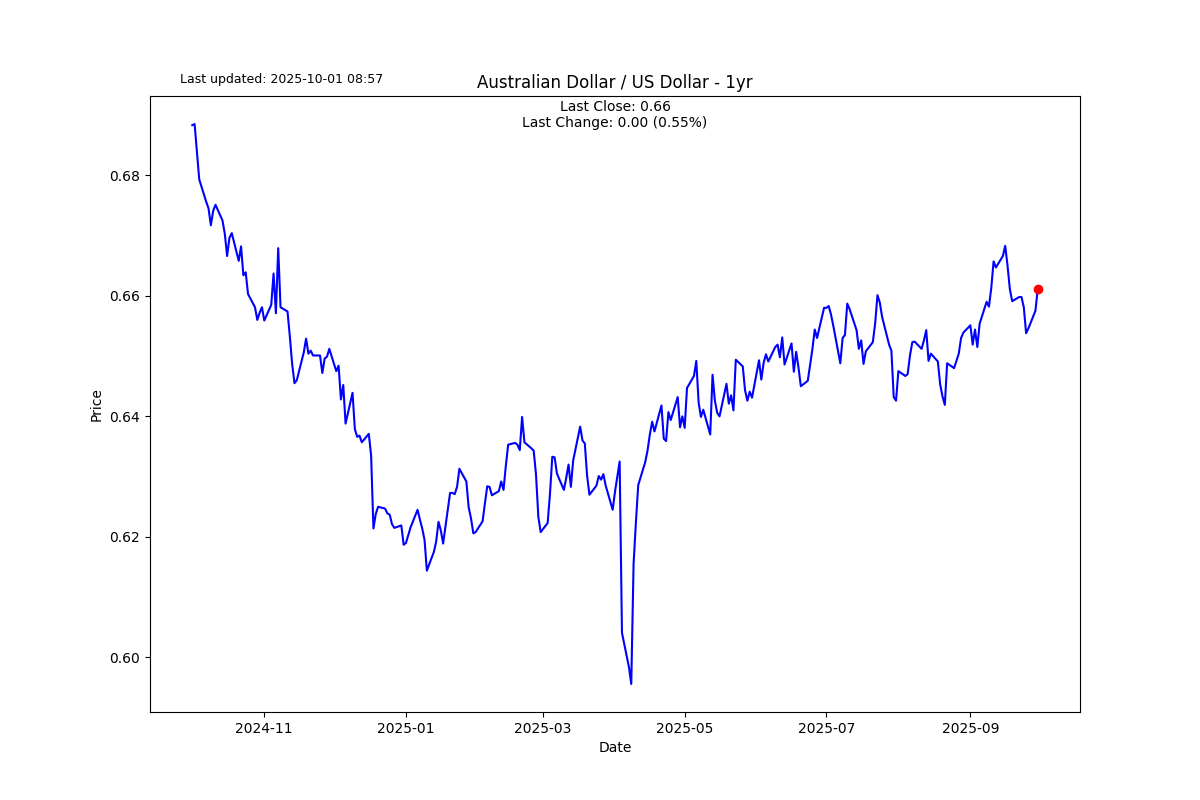 Last updated: 2025-10-01 08:57
Australian Dollar / US Dollar - 1yr
Last Close: 0.66
Last Change: 0.00 (0.55%)
Price
0.68
0.66
0.64
0.62
0.60
2024-11 2025-01 2025-03 2025-05 2025-07 2025-09
Date